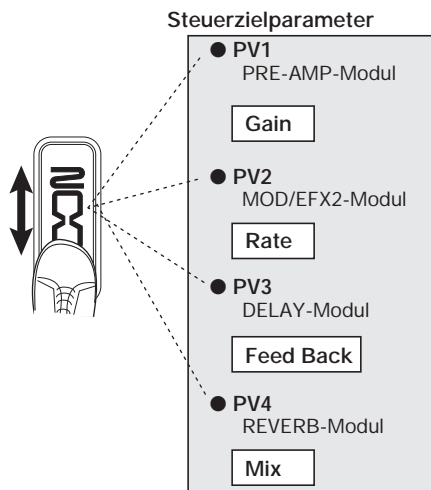 Steuerzielparameter
● PV1
PRE-AMP-Modul
Gain
● PV2
MOD/EFX2-Modul
Rate
● PV3
DELAY-Modul
Feed Back
● PV4
REVERB-Modul
Mix